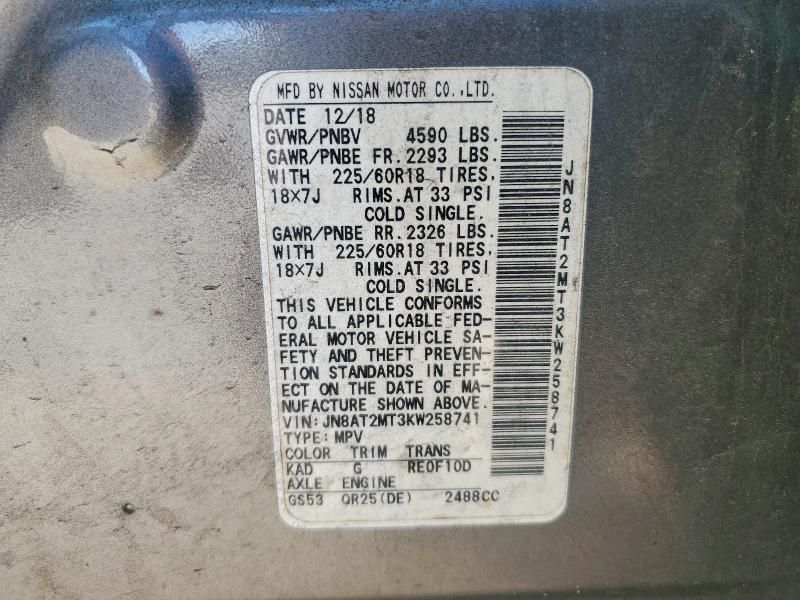 MFD BY NISSAN MOTOR CO.,LTD.
DATE 12/18
GVWR/PNBV 4590 LBS.
GAWR/PNBE FR.2293 LBS.
WITH 225/60R18 TIRES,
18×7J RIMS.AT 33 PSI
COLD SINGLE.
GAWR/PNBE RR.2326 LBS.
WITH 225/60R18 TIRES,
18×7J RIMS.AT 33 PSI
COLD SINGLE.
THIS VEHICLE CONFORMS
TO ALL APPLICABLE FED-
ERAL MOTOR VEHICLE SA-
FETY AND THEFT PREVEN-
TION STANDARDS IN EFF-
ECT ON THE DATE OF MA-
NUFACTURE SHOWN ABOVE.
VIN:JN8AT2MT3KW258741
TYPE:MPV
COLOR TRIM TRANS
KAD G RE0F10D
AXLE ENGINE
GS53 QR25(DE) 2488CC
JN8AT2MT3KW258741